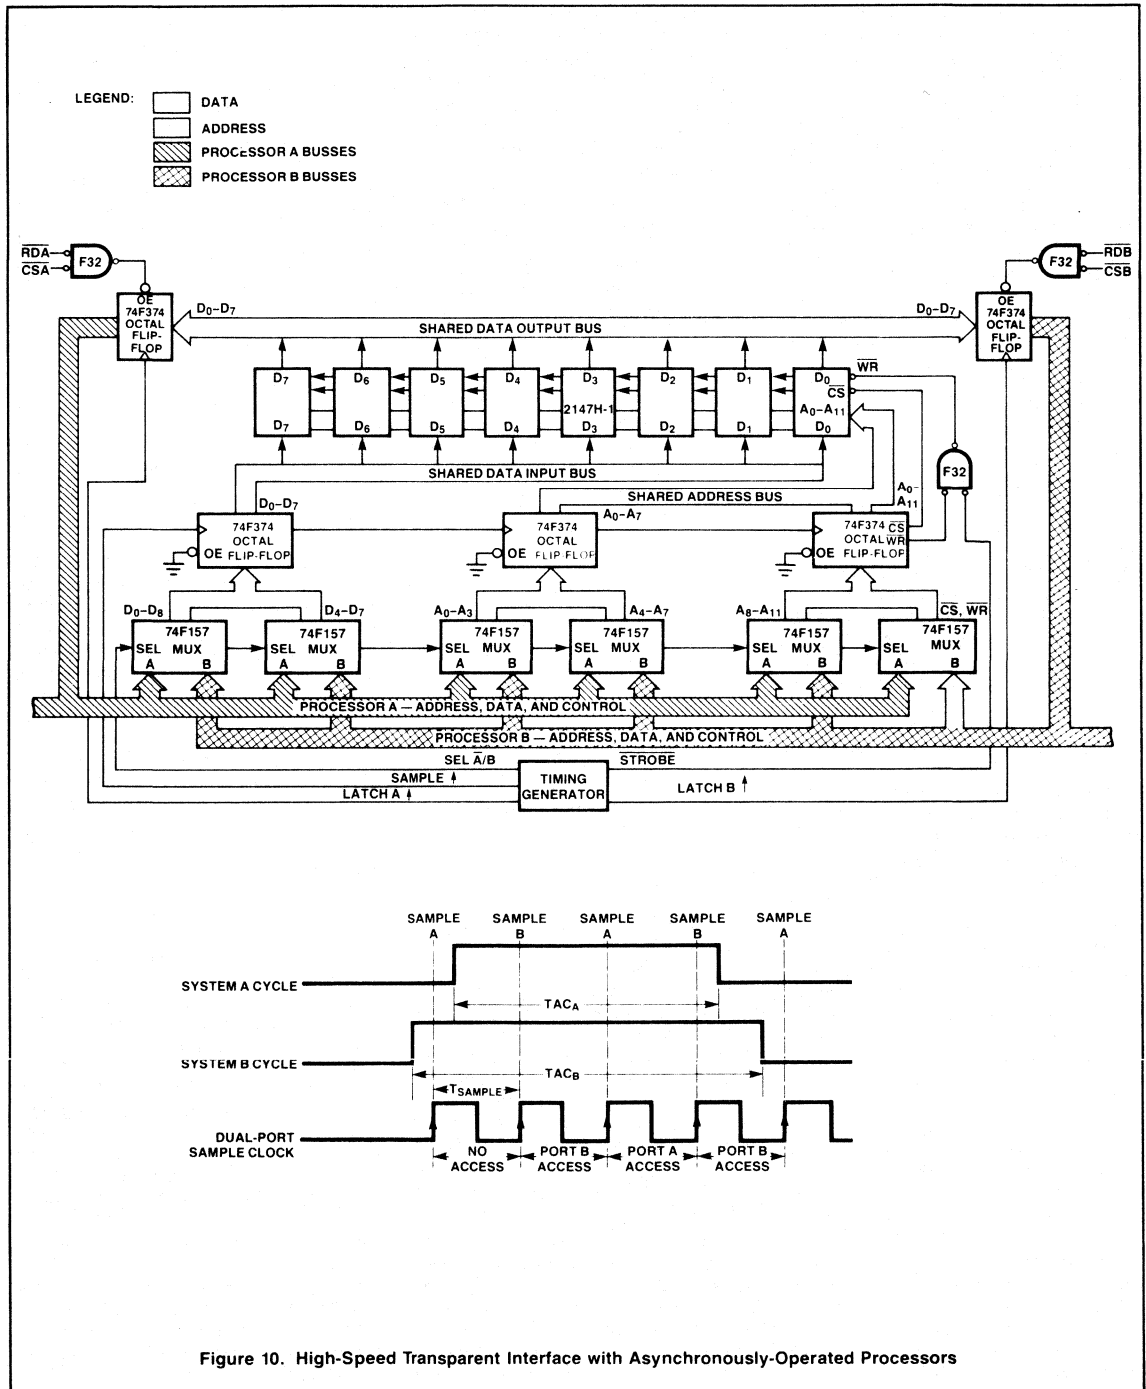 LEGEND:
DATA
ADDRESS
PROCESSOR A BUSSES
PROCESSOR B BUSSES
RDA
CSA
F32
F32
RDB
CSB
OE
74F374
OCTAL
FLIP-
FLOP
D0–D7
SHARED DATA OUTPUT BUS
D0–D7
OE
74F374
OCTAL
FLIP-
FLOP
D7
D6
D5
D4
D3
D2
D1
D0
WR
CS
2147H-1
A0–A11
D7
D6
D5
D4
D3
D2
D1
D0
SHARED DATA INPUT BUS
F32
D0–D7
SHARED ADDRESS BUS
A0–
A11
74F374
OCTAL
OE FLIP-FLOP
A0–A7
74F374
OCTAL
OE FLIP-FLOP
74F374 CS
OCTAL WR
OE FLIP-FLOP
D0–D8
D4–D7
A0–A3
A4–A7
A8–A11
CS, WR
74F157
SEL MUX
A B
74F157
SEL MUX
A B
74F157
SEL MUX
A B
74F157
SEL MUX
A B
74F157
SEL MUX
A B
74F157
SEL MUX
A B
PROCESSOR A — ADDRESS, DATA, AND CONTROL
PROCESSOR B — ADDRESS, DATA, AND CONTROL
SEL A/B
STROBE
SAMPLE
LATCH A
TIMING
GENERATOR
LATCH B
SAMPLE SAMPLE SAMPLE SAMPLE SAMPLE
A B A B A
SYSTEM A CYCLE
TACA
SYSTEM B CYCLE
TACB
TSAMPLE
DUAL-PORT
SAMPLE CLOCK
NO
ACCESS
PORT B
ACCESS
PORT A
ACCESS
PORT B
ACCESS
Figure 10. High-Speed Transparent Interface with Asynchronously-Operated Processors